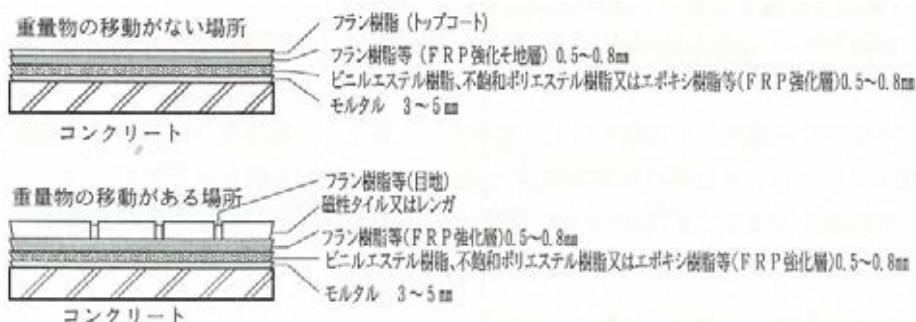 重量物の移動がない場所
フラン樹脂(トップコート)
フラン樹脂等(FRP強化そ地層)0.5〜0.8㎜
ビニルエステル樹脂、不飽和ポリエステル樹脂又はエポキシ樹脂等(FRP強化層)0.5〜0.8㎜
モルタル 3〜5㎜
コンクリート
重量物の移動がある場所
フラン樹脂等(目地)
磁性タイル又はレンガ
フラン樹脂等(FRP強化層)0.5〜0.8㎜
ビニルエステル樹脂、不飽和ポリエステル樹脂又はエポキシ樹脂等(FRP強化層)0.5〜0.8㎜
モルタル 3〜5㎜
コンクリート